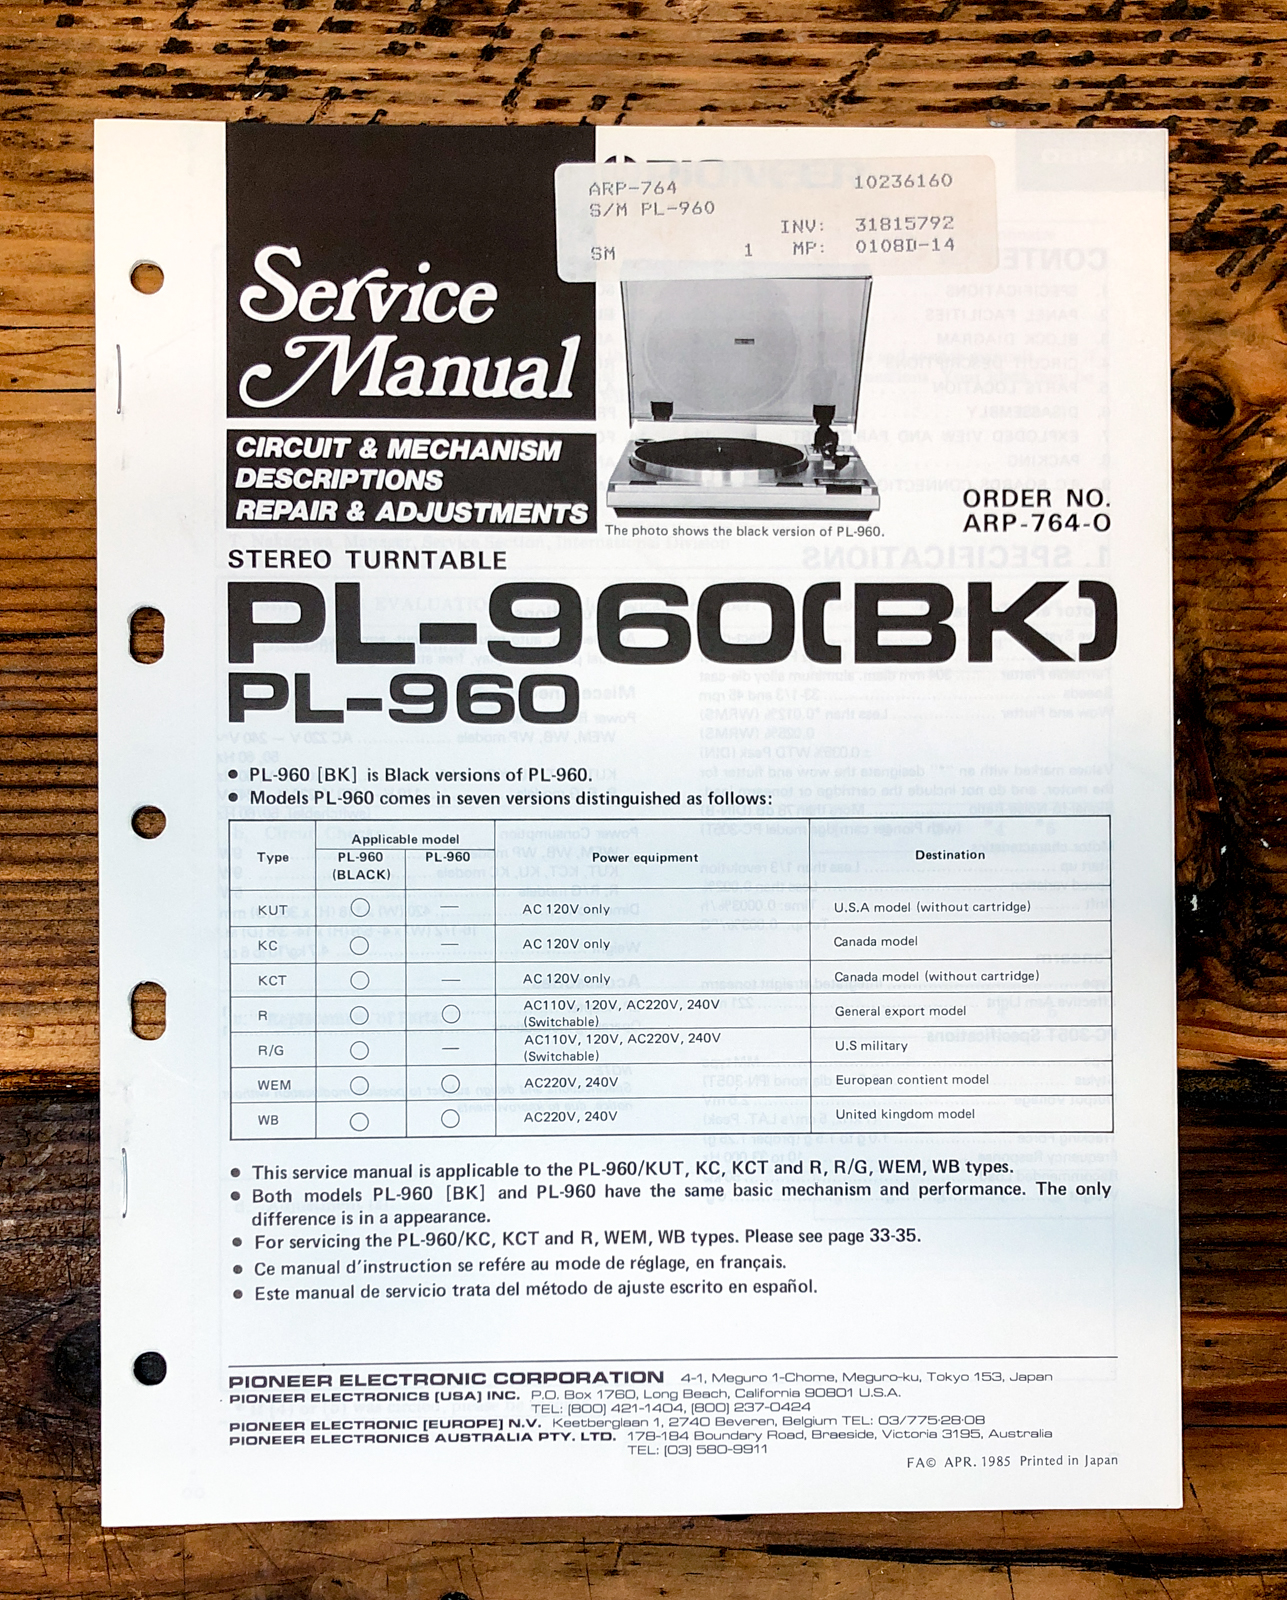 PIONEER
ARP-764 10236160
S/M PL-960
INV: 31815792
SM 1 MP: 0108D-14
Service
Manual
CIRCUIT & MECHANISM
DESCRIPTIONS
REPAIR & ADJUSTMENTS
The photo shows the black version of PL-960.
ORDER NO.
ARP-764-0
STEREO TURNTABLE
PL-960(BK)
PL-960
● PL-960 [BK] is Black versions of PL-960.
● Models PL-960 comes in seven versions distinguished as follows:
Type Applicable model Power equipment Destination
PL-960 (BLACK) PL-960
KUT ○ — AC 120V only U.S.A model (without cartridge)
KC ○ — AC 120V only Canada model
KCT ○ — AC 120V only Canada model (without cartridge)
R ○ ○ AC110V, 120V, AC220V, 240V (Switchable) General export model
R/G ○ — AC110V, 120V, AC220V, 240V (Switchable) U.S military
WEM ○ ○ AC220V, 240V European contient model
WB ○ ○ AC220V, 240V United kingdom model
● This service manual is applicable to the PL-960/KUT, KC, KCT and R, R/G, WEM, WB types.
● Both models PL-960 [BK] and PL-960 have the same basic mechanism and performance. The only
difference is in a appearance.
● For servicing the PL-960/KC, KCT and R, WEM, WB types. Please see page 33-35.
● Ce manual d'instruction se refére au mode de réglage, en français.
● Este manual de servicio trata del método de ajuste escrito en español.
PIONEER ELECTRONIC CORPORATION 4-1, Meguro 1-Chome, Meguro-ku, Tokyo 153, Japan
PIONEER ELECTRONICS [USA] INC. P.O. Box 1760, Long Beach, California 90801 U.S.A.
TEL: [800] 421-1404, [800] 237-0424
PIONEER ELECTRONIC [EUROPE] N.V. Keetberglaan 1, 2740 Beveren, Belgium TEL: 03/775·28·08
PIONEER ELECTRONICS AUSTRALIA PTY. LTD. 178-184 Boundary Road, Braeside, Victoria 3195, Australia
TEL: [03] 580-9911
FA© APR. 1985 Printed in Japan